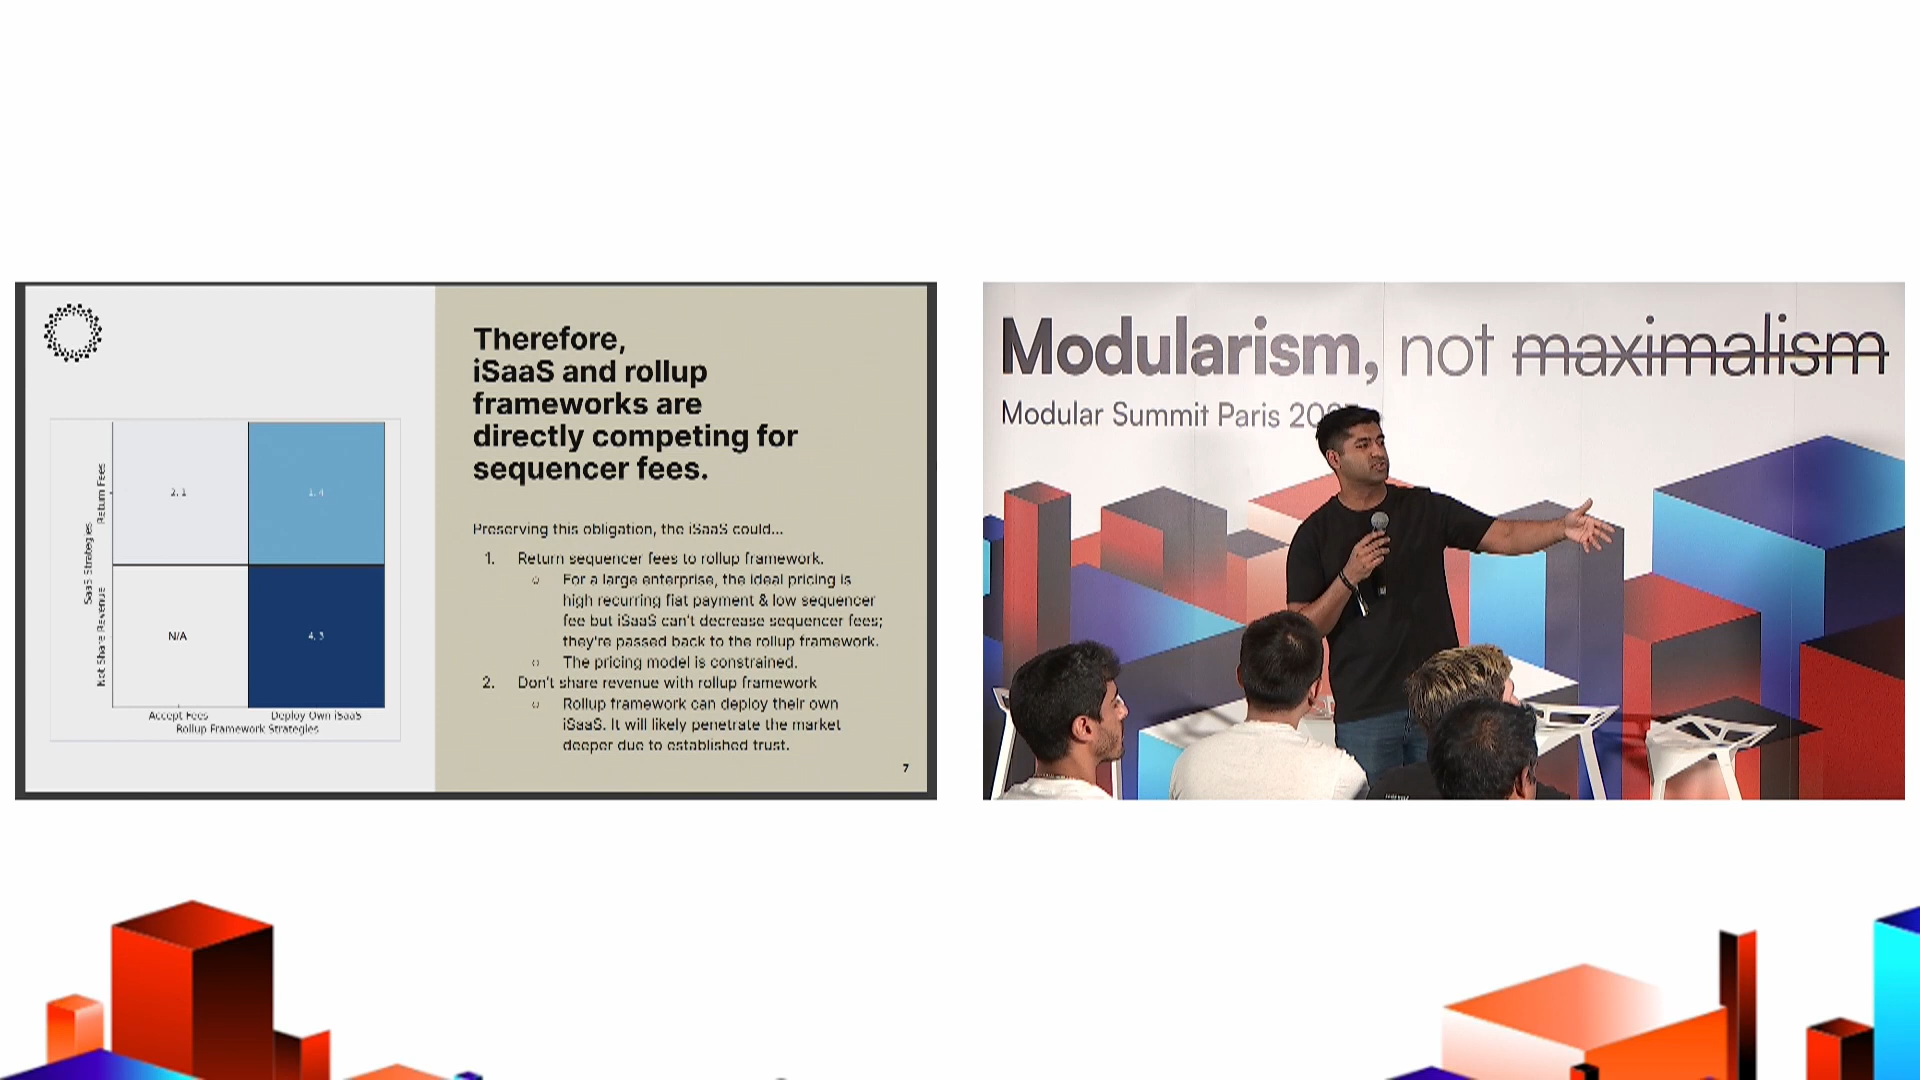 Therefore,
iSaaS and rollup
frameworks are
directly competing for
sequencer fees.
Preserving this obligation, the iSaaS could...
1. Return sequencer fees to rollup framework.
○ For a large enterprise, the ideal pricing is
high recurring fiat payment & low sequencer
fee but iSaaS can't decrease sequencer fees;
they're passed back to the rollup framework.
○ The pricing model is constrained.
2. Don't share revenue with rollup framework
○ Rollup framework can deploy their own
iSaaS. It will likely penetrate the market
deeper due to established trust.
7
SaaS Strategies
Return Fees
Not Share Revenue
2, 1
1, 4
N/A
4, 3
Accept Fees
Deploy Own iSaaS
Rollup Framework Strategies
Modularism, not maximalism
Modular Summit Paris